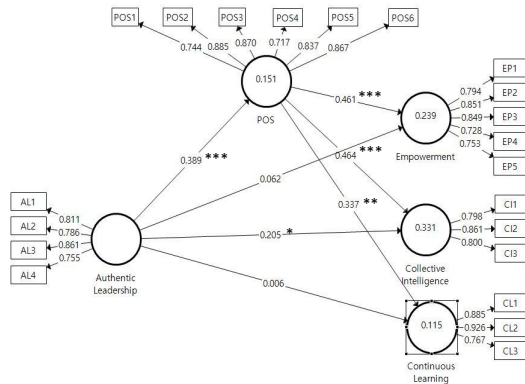 POS1
POS2
POS3
POS4
POS5
POS6
0.744
0.885
0.870
0.717
0.837
0.867
0.151
POS
0.461 ***
0.389 ***
0.464 ***
0.337 **
0.062
0.205 *
0.006
AL1
AL2
AL3
AL4
0.811
0.786
0.861
0.755
Authentic
Leadership
0.239
Empowerment
0.794
0.851
0.849
0.728
0.753
EP1
EP2
EP3
EP4
EP5
0.331
Collective
Intelligence
0.798
0.861
0.800
CI1
CI2
CI3
0.115
Continuous
Learning
0.885
0.926
0.767
CL1
CL2
CL3